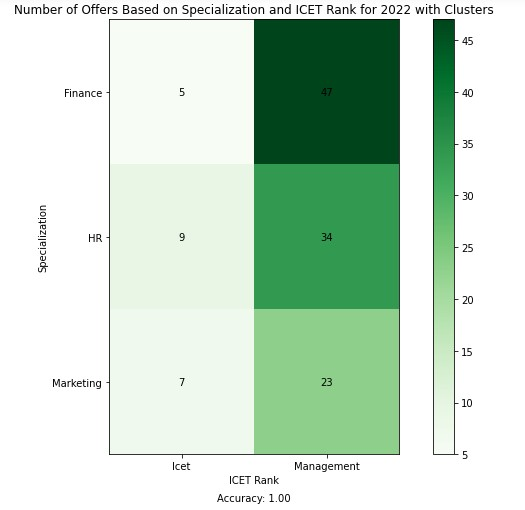 Number of Offers Based on Specialization and ICET Rank for 2022 with Clusters
Finance
5
47
HR
9
34
Marketing
7
23
Specialization
Icet
Management
ICET Rank
Accuracy: 1.00
45
40
35
30
25
20
15
10
5